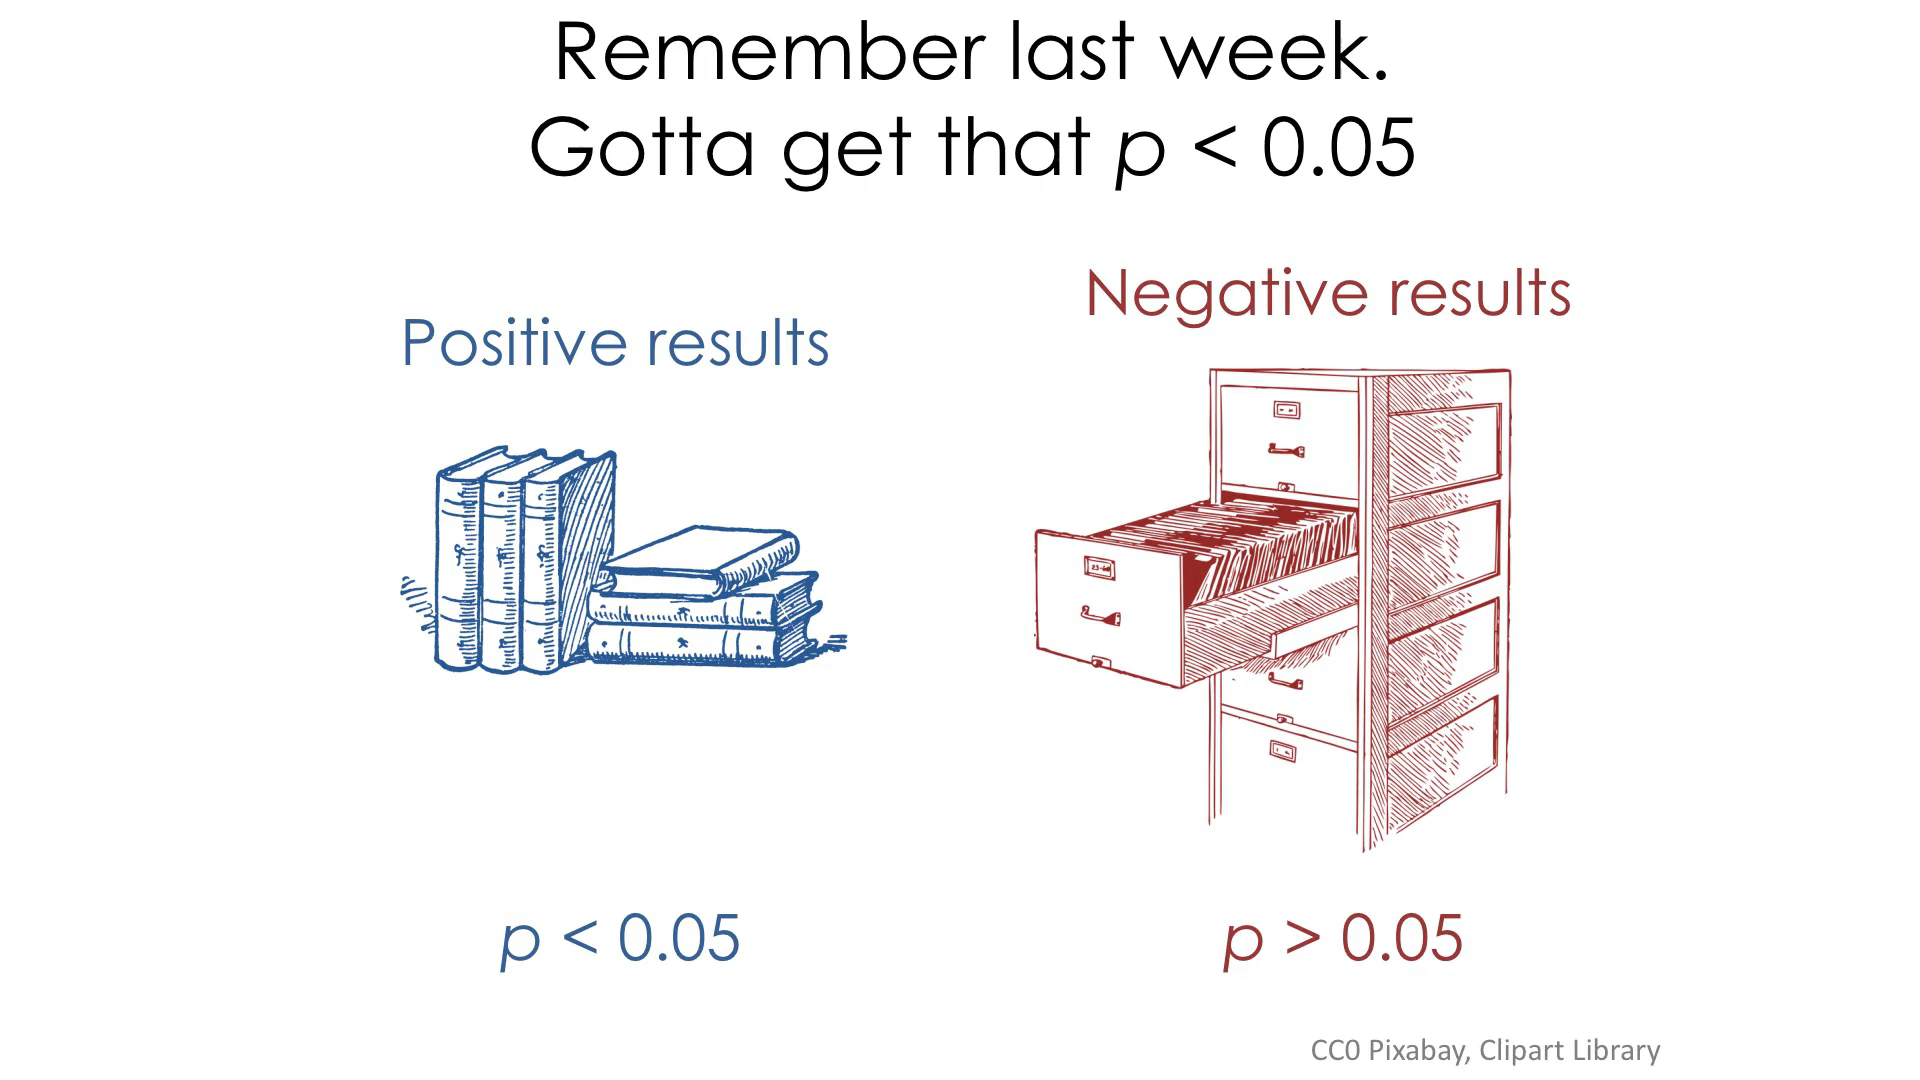 Remember last week.
Gotta get that p < 0.05
Positive results
Negative results
p < 0.05
p > 0.05
CC0 Pixabay, Clipart Library